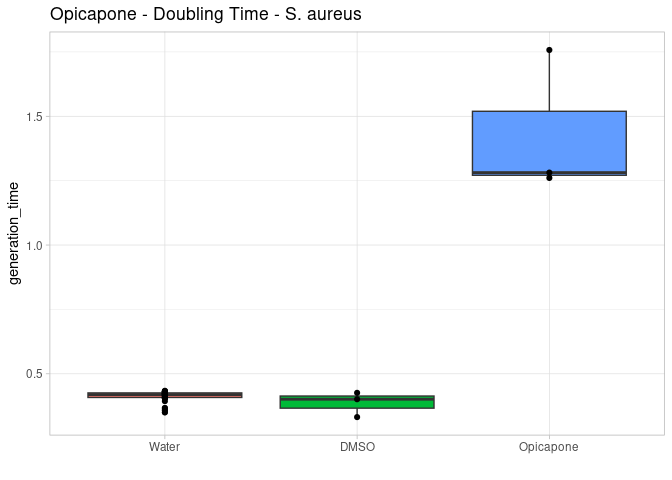 Opicapone - Doubling Time - S. aureus
generation_time
1.5
1.0
0.5
Water
DMSO
Opicapone